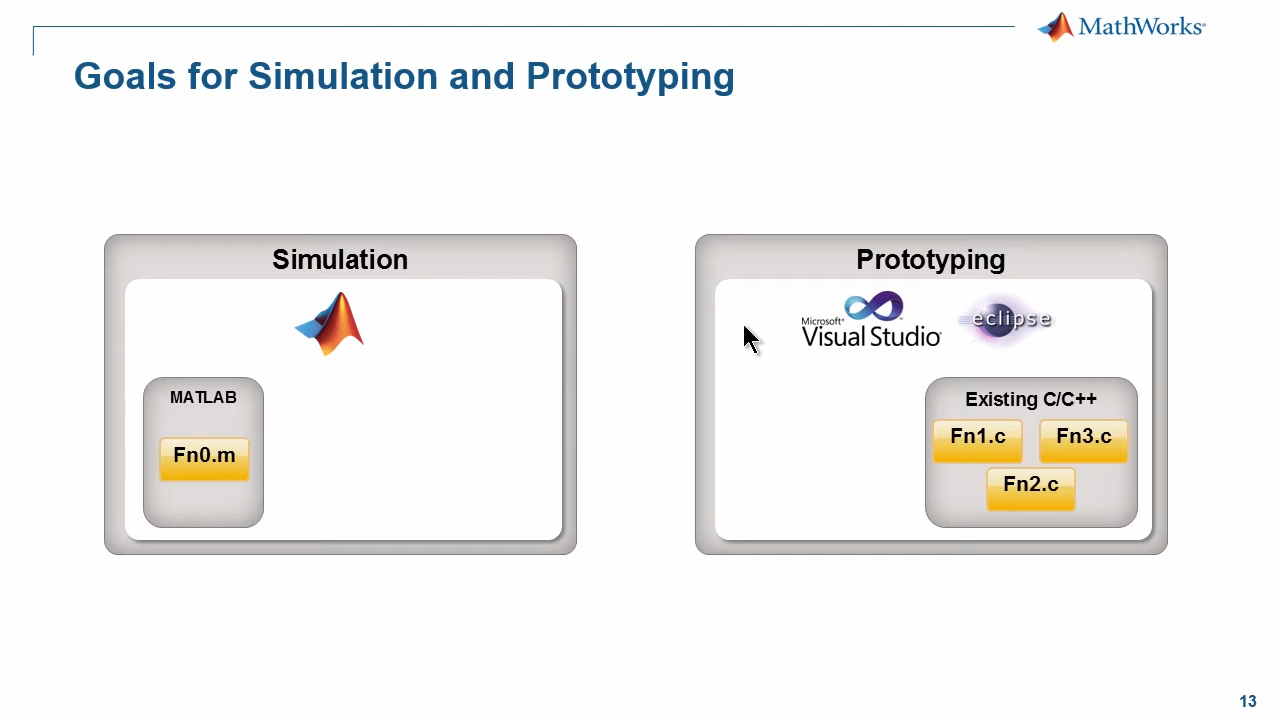 MathWorks®
Goals for Simulation and Prototyping
Simulation
MATLAB
Fn0.m
Prototyping
Microsoft®
Visual Studio®
eclipse
Existing C/C++
Fn1.c
Fn3.c
Fn2.c
13